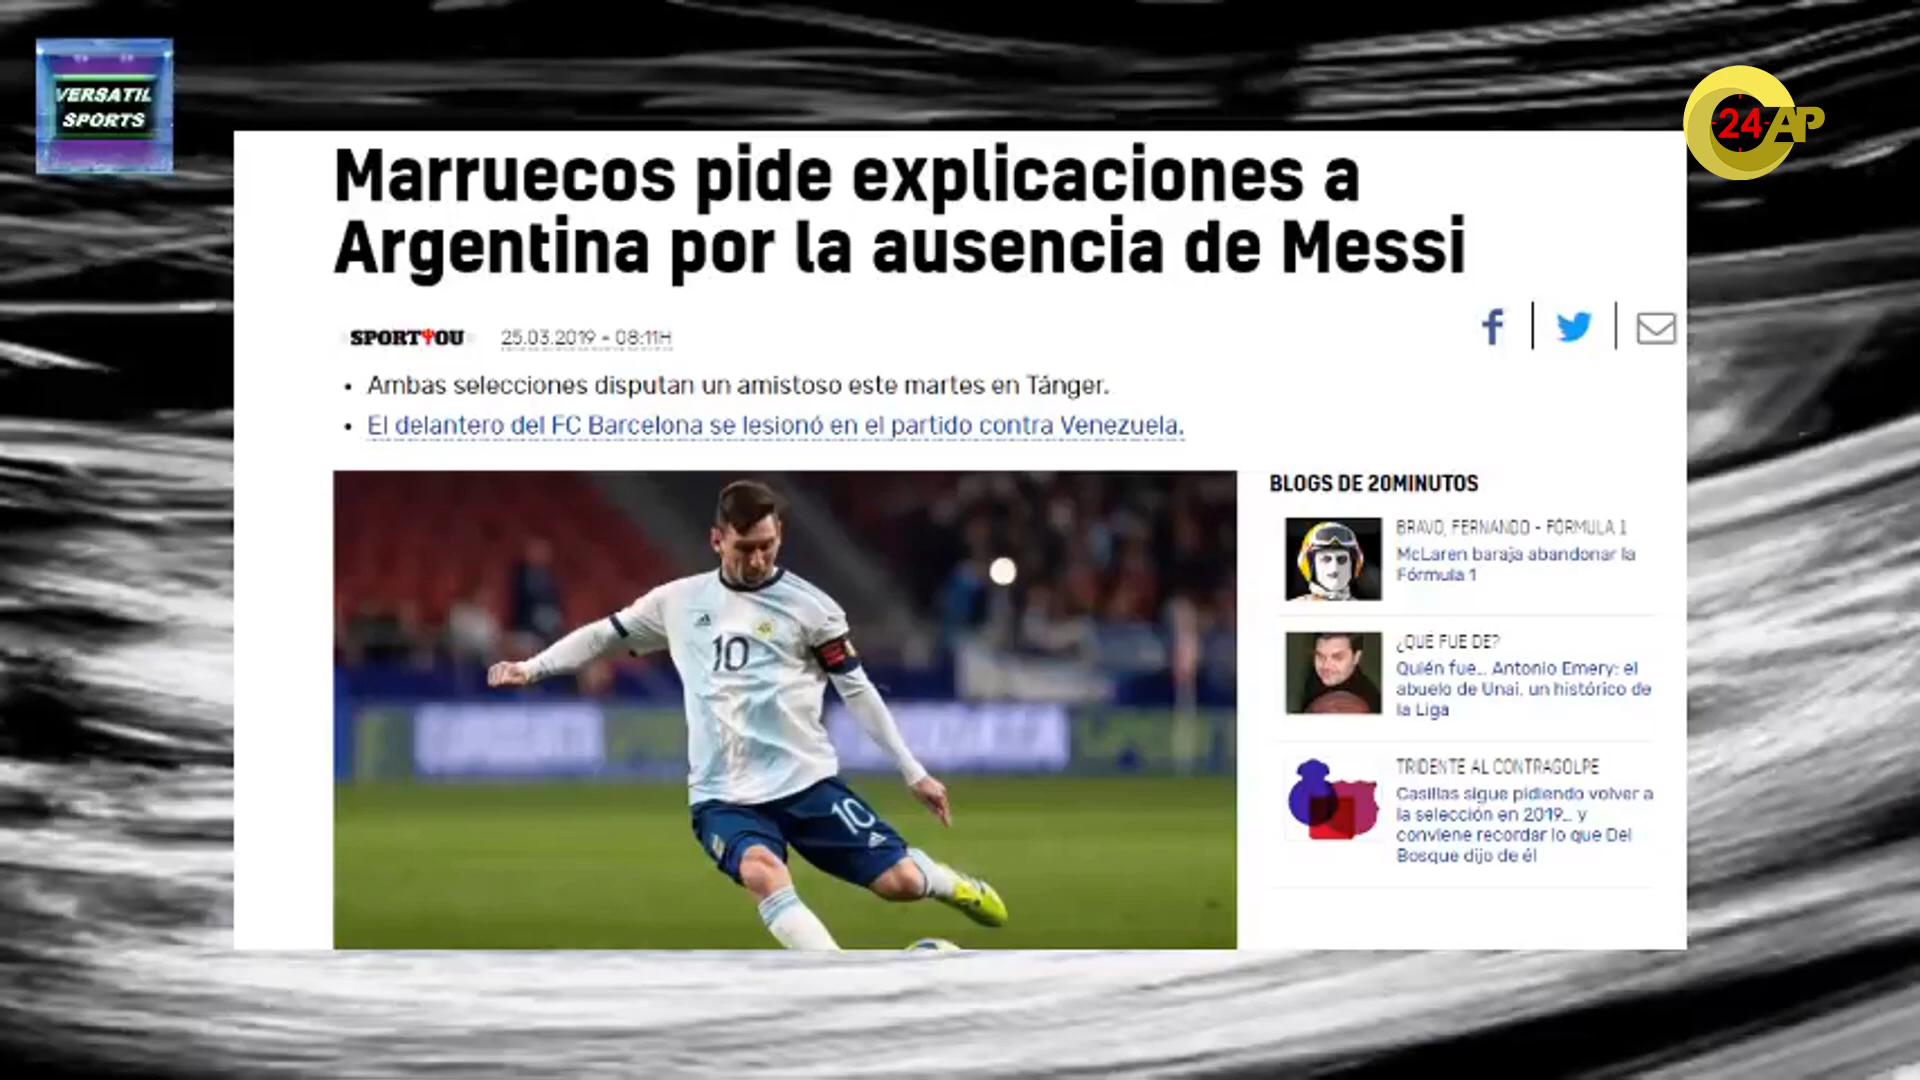 VERSATIL
SPORTS
24AP
Marruecos pide explicaciones a
Argentina por la ausencia de Messi
SPORTYOU
25.03.2019 - 08:11H
• Ambas selecciones disputan un amistoso este martes en Tánger.
• El delantero del FC Barcelona se lesionó en el partido contra Venezuela.
10
10
BLOGS DE 20MINUTOS
BRAVO, FERNANDO - FÓRMULA 1
McLaren baraja abandonar la
Fórmula 1
¿QUÉ FUE DE?
Quién fue... Antonio Emery: el
abuelo de Unai, un histórico de
la Liga
TRIDENTE AL CONTRAGOLPE
Casillas sigue pidiendo volver a
la selección en 2019... y
conviene recordar lo que Del
Bosque dijo de él